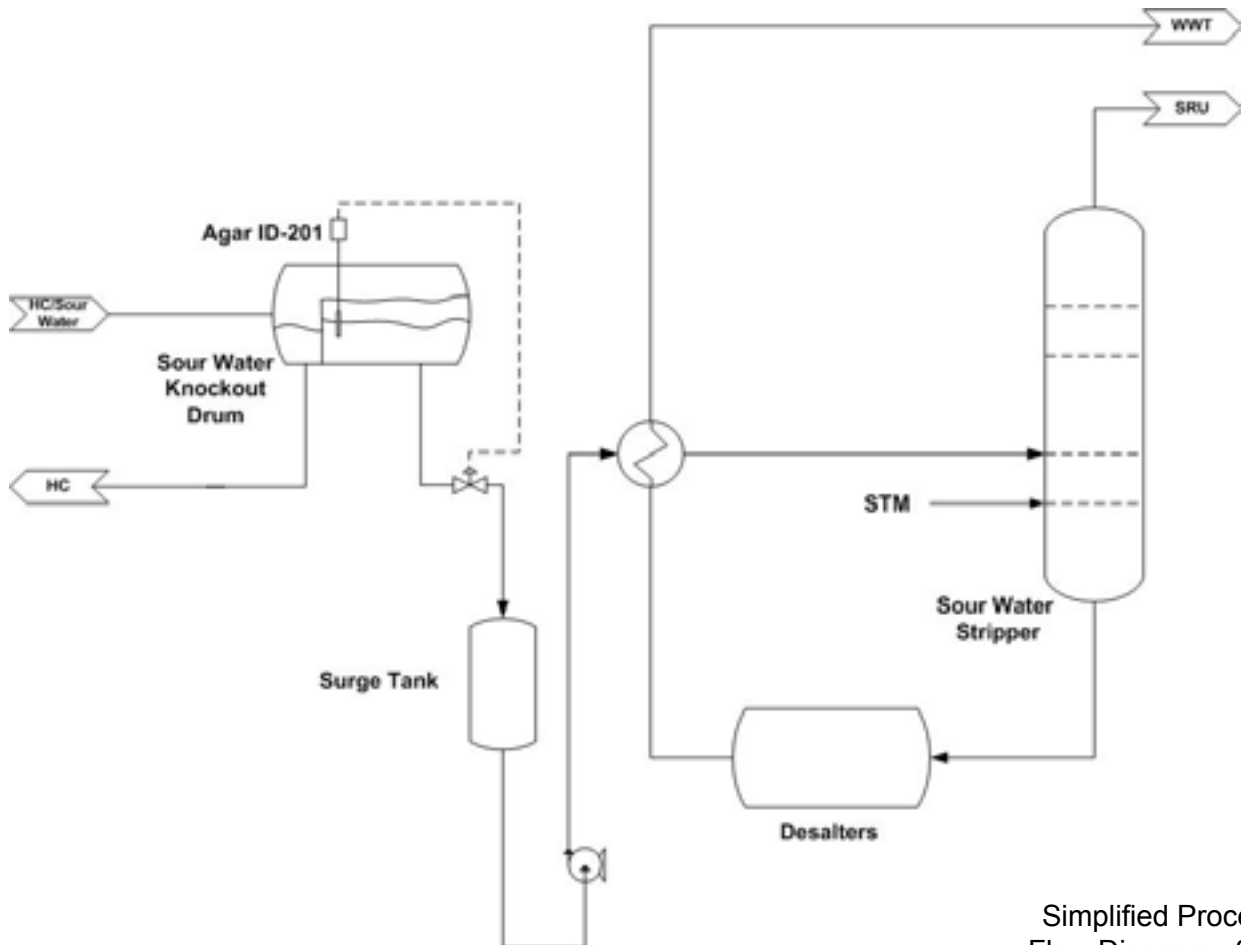 WWT
SRU
Agar ID-201
HC/Sour
Water
Sour Water
Knockout
Drum
HC
STM
Sour Water
Stripper
Surge Tank
Desalters
Simplified